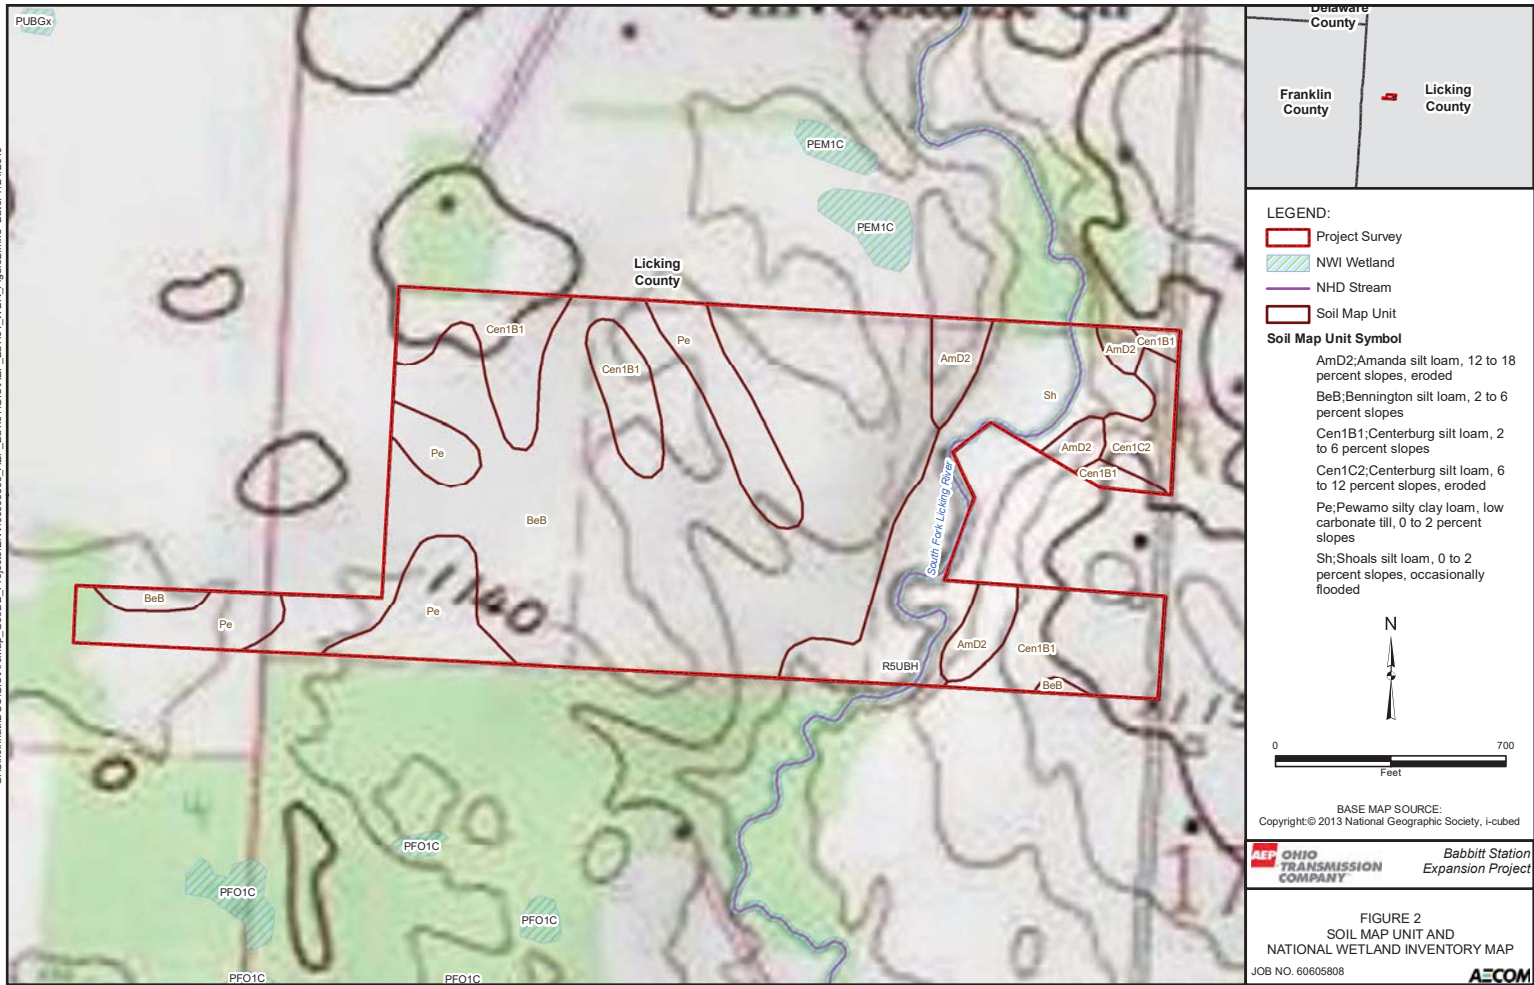 PUBGx
PEM1C
PEM1C
Licking
County
Cen1B1
Pe
Cen1B1
AmD2
AmD2
Cen1B1
Sh
Pe
AmD2
Cen1C2
Cen1B1
BeB
South Fork Licking River
1140
BeB
Pe
Pe
AmD2
Cen1B1
R5UBH
BeB
PFO1C
PFO1C
PFO1C
PFO1C
PFO1C
Delaware
County
Franklin
County
Licking
County
LEGEND:
Project Survey
NWI Wetland
NHD Stream
Soil Map Unit
Soil Map Unit Symbol
AmD2;Amanda silt loam, 12 to 18
percent slopes, eroded
BeB;Bennington silt loam, 2 to 6
percent slopes
Cen1B1;Centerburg silt loam, 2
to 6 percent slopes
Cen1C2;Centerburg silt loam, 6
to 12 percent slopes, eroded
Pe;Pewamo silty clay loam, low
carbonate till, 0 to 2 percent
slopes
Sh;Shoals silt loam, 0 to 2
percent slopes, occasionally
flooded
N
0 700
Feet
BASE MAP SOURCE:
Copyright:© 2013 National Geographic Society, i-cubed
AEP OHIO
TRANSMISSION
COMPANY
Babbitt Station
Expansion Project
FIGURE 2
SOIL MAP UNIT AND
NATIONAL WETLAND INVENTORY MAP
JOB NO. 60605808
AECOM